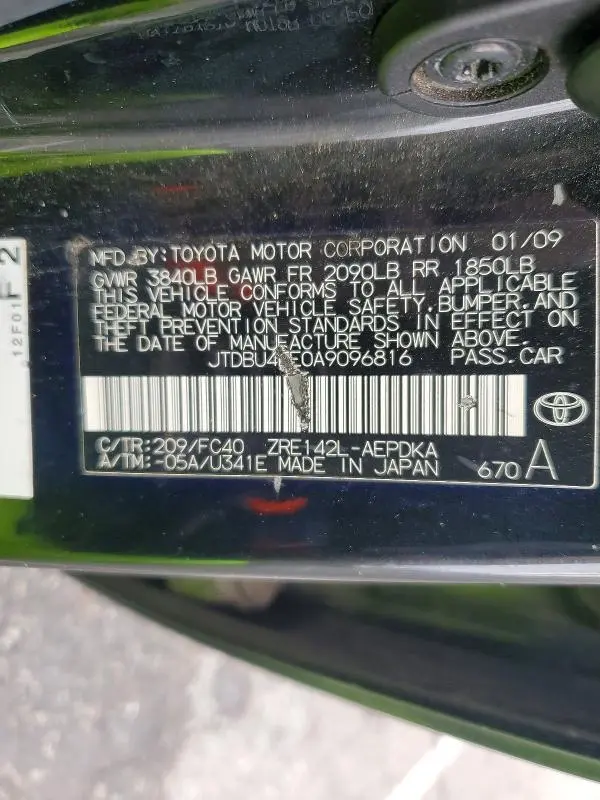 MFD. BY: TOYOTA MOTOR CORPORATION 01/09
GVWR 3840LB GAWR FR 2090LB RR 1850LB
THIS VEHICLE CONFORMS TO ALL APPLICABLE
FEDERAL MOTOR VEHICLE SAFETY, BUMPER, AND
THEFT PREVENTION STANDARDS IN EFFECT ON
THE DATE OF MANUFACTURE SHOWN ABOVE.
PASS. CAR
C/TR: 209/FC40 ZRE142L-AEPDKA
A/TM: -05A/U341E MADE IN JAPAN 670 A
F 2
12F01